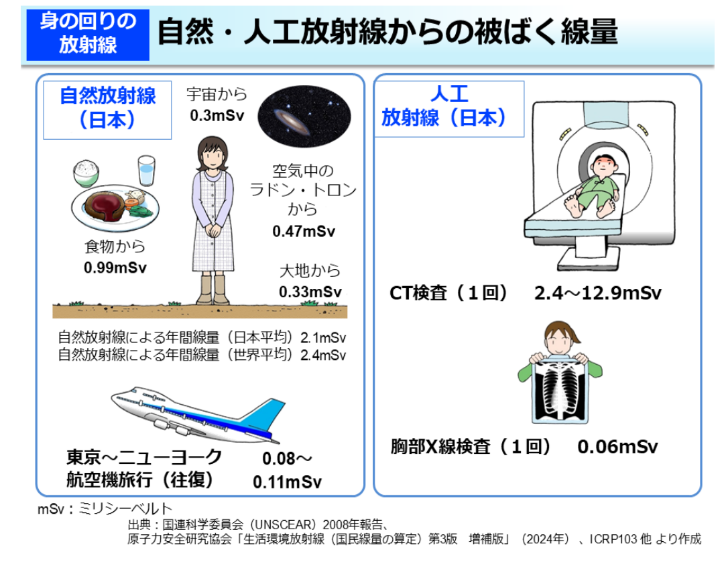 身の回りの
放射線
自然・人工放射線からの被ばく線量
自然放射線
（日本）
宇宙から
0.3mSv
空気中の
ラドン・トロン
から
0.47mSv
食物から
0.99mSv
大地から
0.33mSv
自然放射線による年間線量（日本平均）2.1mSv
自然放射線による年間線量（世界平均）2.4mSv
東京～ニューヨーク
航空機旅行（往復）
0.08～
0.11mSv
人工
放射線（日本）
CT検査（１回） 2.4～12.9mSv
胸部X線検査（１回） 0.06mSv
mSv：ミリシーベルト
出典：国連科学委員会（UNSCEAR）2008年報告、
原子力安全研究協会「生活環境放射線（国民線量の算定）第3版 増補版」（2024年）、ICRP103 他 より作成